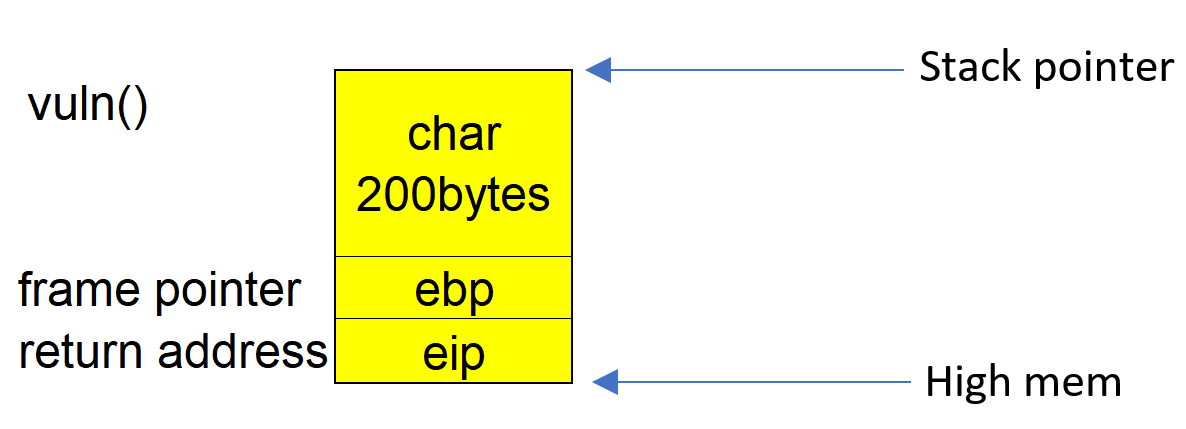 Stack pointer
vuln()
char
200bytes
frame pointer
ebp
return address
eip
High mem